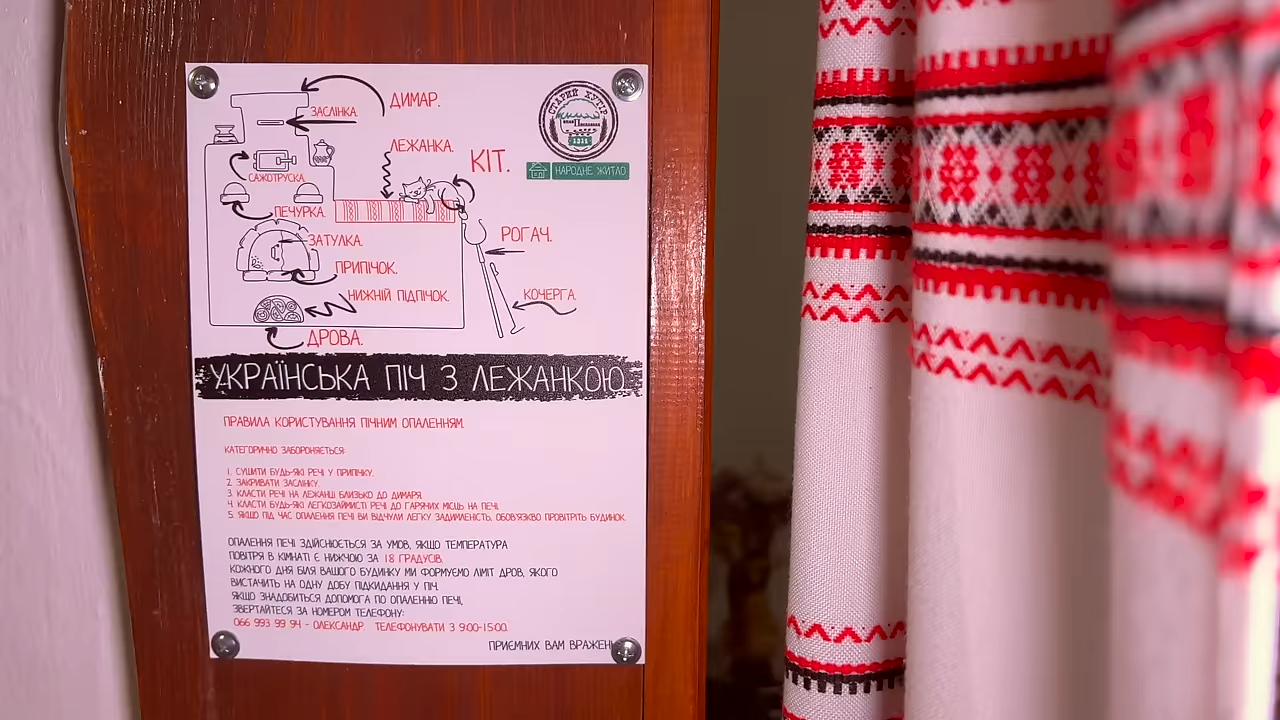 ДИМАР.
ЗАСЛІНКА.
СТАРИЙ ХУТІР
1311
ЛЕЖАНКА.
КІТ.
НАРОДНЕ ЖИТЛО
САЖОТРУСКА.
ПЕЧУРКА.
ЗАТУЛКА.
РОГАЧ.
ПРИПІЧОК.
НИЖНІЙ ПІДПІЧОК.
КОЧЕРГА.
ДРОВА.
УКРАЇНСЬКА ПІЧ З ЛЕЖАНКОЮ
ПРАВИЛА КОРИСТУВАННЯ ПІЧНИМ ОПАЛЕННЯМ.
КАТЕГОРИЧНО ЗАБОРОНЯЄТЬСЯ:
1. СУШИТИ БУДЬ-ЯКІ РЕЧІ У ПРИПІЧКУ.
2. ЗАКРИВАТИ ЗАСЛІНКУ.
3. КЛАСТИ РЕЧІ НА ЛЕЖАНЦІ БЛИЗЬКО ДО ДИМАРЯ.
4. КЛАСТИ БУДЬ-ЯКІ ЛЕГКОЗАЙМИСТІ РЕЧІ ДО ГАРЯЧИХ МІСЦЬ НА ПЕЧІ.
5. ЯКЩО ПІД ЧАС ОПАЛЕННЯ ПЕЧІ ВИ ВІДЧУЛИ ЛЕГКУ ЗАДИМЛЕНІСТЬ, ОБОВ'ЯЗКВО ПРОВІТРІТЬ БУДИНОК.
ОПАЛЕННЯ ПЕЧІ ЗДІЙСНЮЄТЬСЯ ЗА УМОВ, ЯКЩО ТЕМПЕРАТУРА
ПОВІТРЯ В КІМНАТІ Є НИЖЧОЮ ЗА 18 ГРАДУСІВ.
КОЖНОГО ДНЯ БІЛЯ ВАШОГО БУДИНКУ МИ ФОРМУЄМО ЛІМІТ ДРОВ, ЯКОГО
ВИСТАЧИТЬ НА ОДНУ ДОБУ ПІДКИДАННЯ У ПІЧ.
ЯКЩО ЗНАДОБИТЬСЯ ДОПОМОГА ПО ОПАЛЕННЮ ПЕЧІ,
ЗВЕРТАЙТЕСЯ ЗА НОМЕРОМ ТЕЛЕФОНУ:
066 993 99 94 - ОЛЕКСАНДР. ТЕЛЕФОНУВАТИ З 9:00-15:00.
ПРИЄМНИХ ВАМ ВРАЖЕНЬ